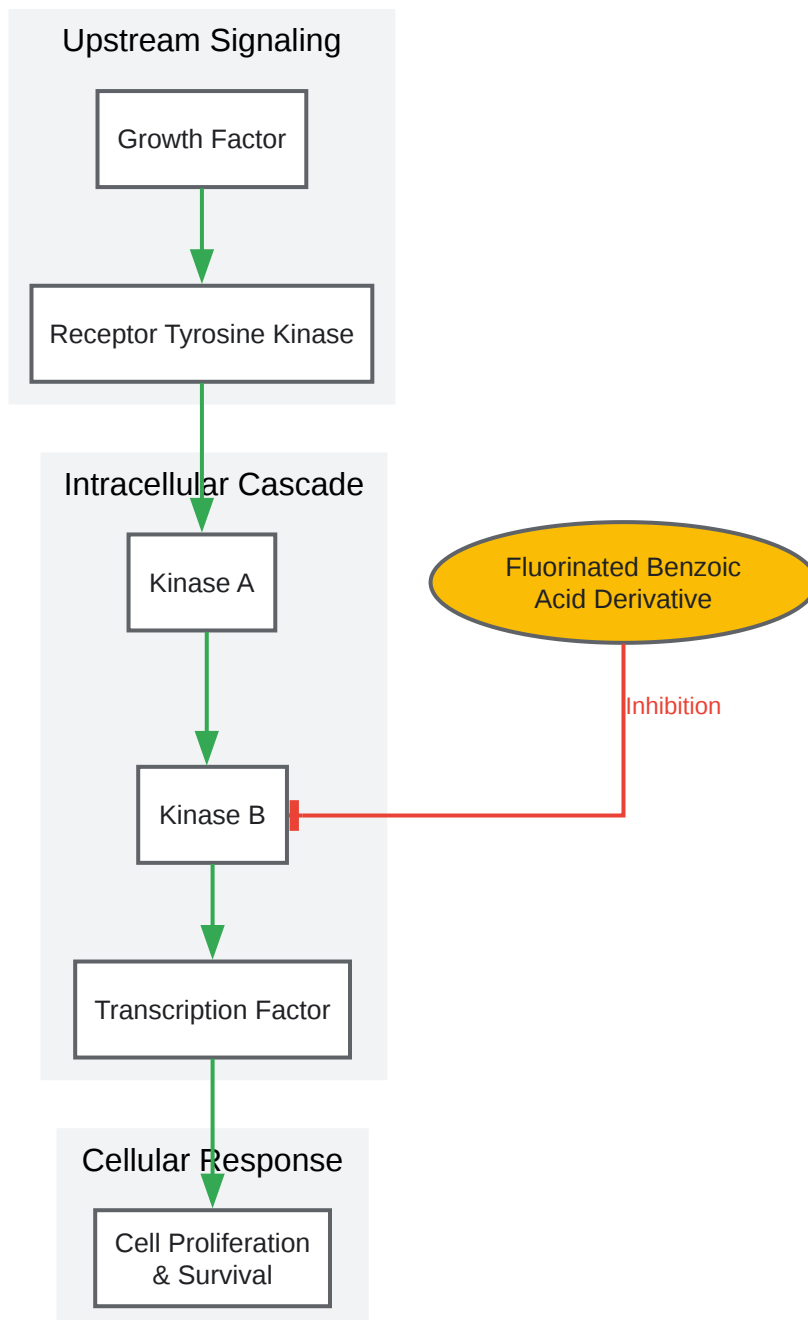 Upstream Signaling
Growth Factor
Receptor Tyrosine Kinase
Intracellular Cascade
Kinase A
Fluorinated Benzoic
Acid Derivative
Inhibition
Kinase B
Transcription Factor
Cellular Response
Cell Proliferation
& Survival